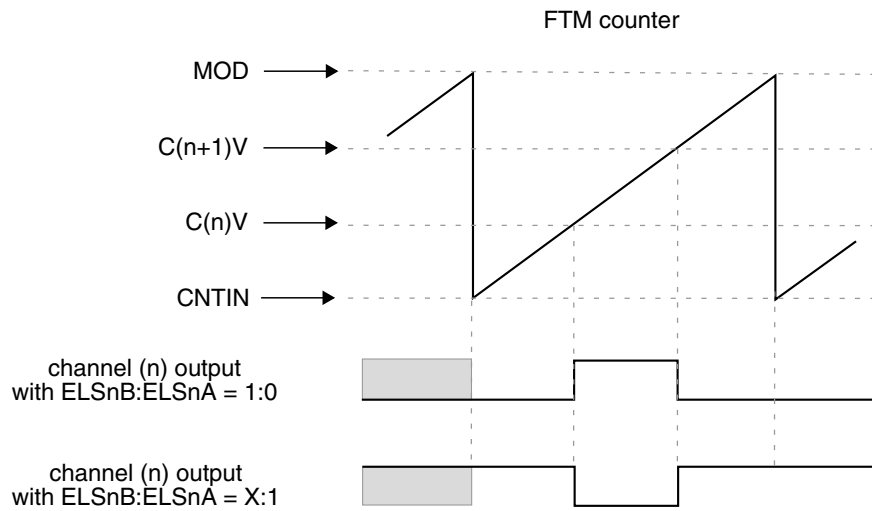 FTM counter
MOD
C(n+1)V
C(n)V
CNTIN
channel (n) output
with ELSnB:ELSnA = 1:0
channel (n) output
with ELSnB:ELSnA = X:1